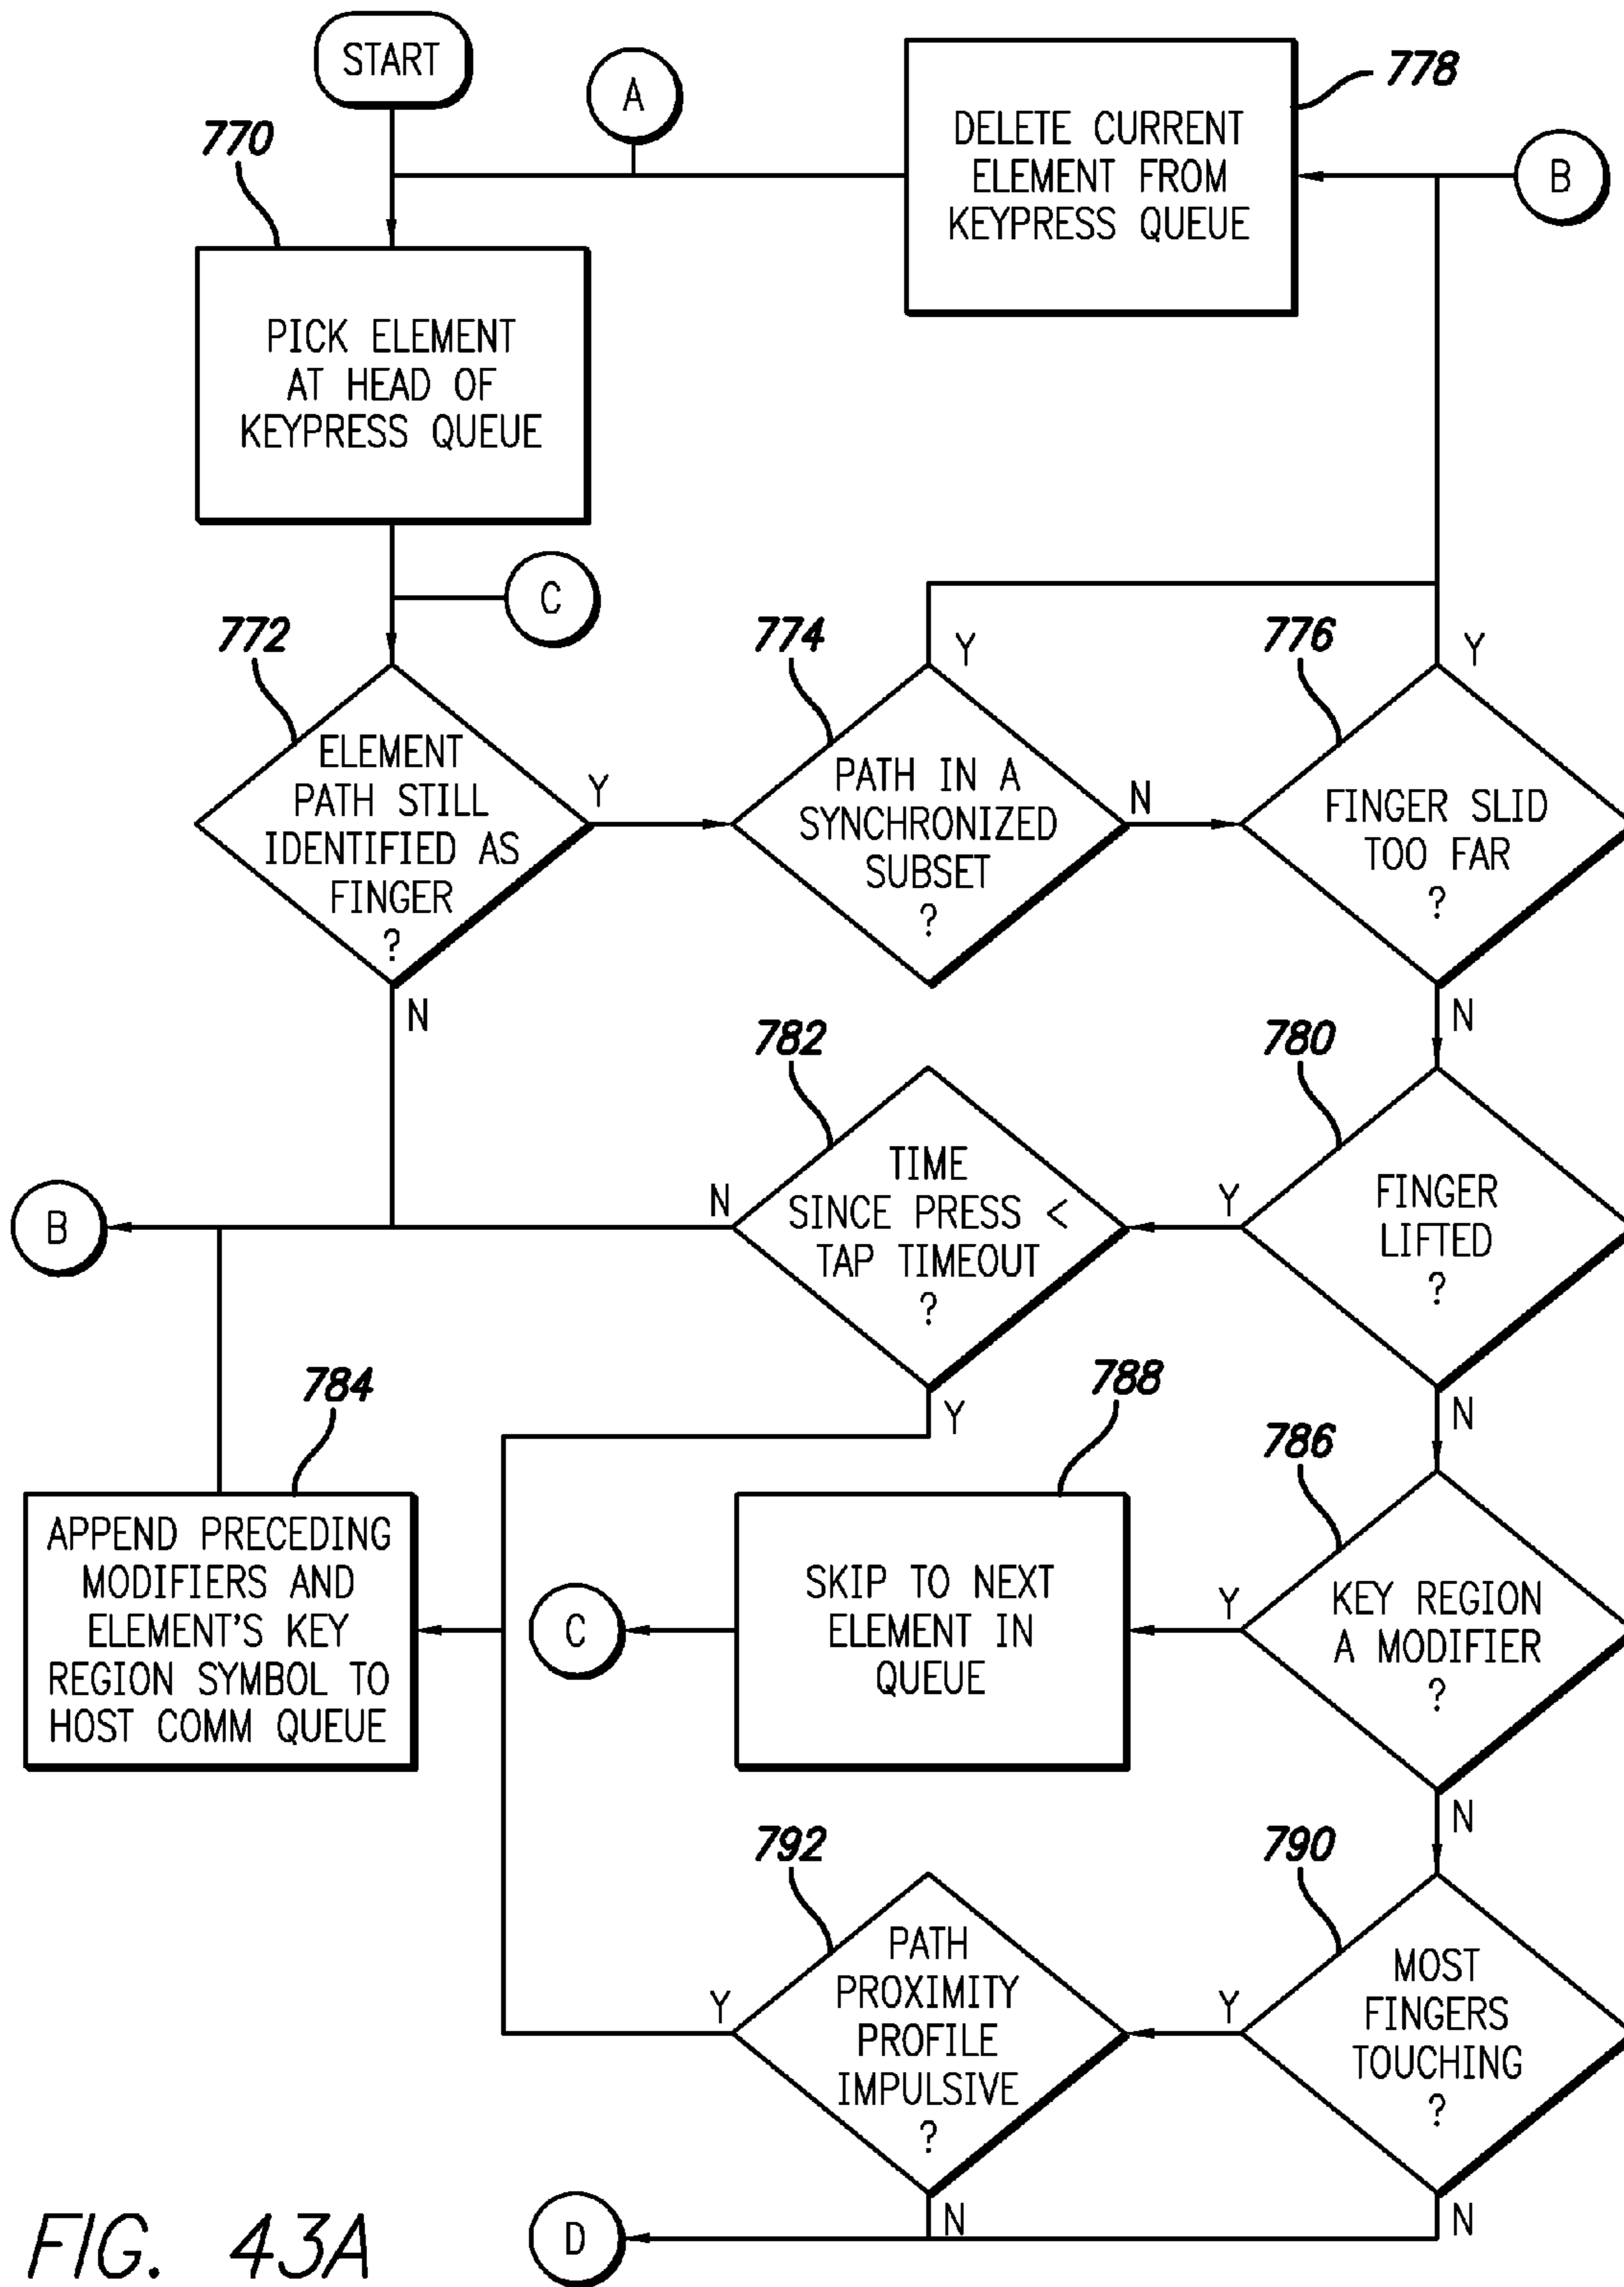 START
A
778
DELETE CURRENT
ELEMENT FROM
KEYPRESS QUEUE
B
770
PICK ELEMENT
AT HEAD OF
KEYPRESS QUEUE
C
772
ELEMENT
PATH STILL
IDENTIFIED AS
FINGER
?
Y
N
774
PATH IN A
SYNCHRONIZED
SUBSET
?
Y
N
776
FINGER SLID
TOO FAR
?
Y
N
782
TIME
SINCE PRESS <
TAP TIMEOUT
?
N
Y
780
FINGER
LIFTED
?
Y
N
B
784
APPEND PRECEDING
MODIFIERS AND
ELEMENT'S KEY
REGION SYMBOL TO
HOST COMM QUEUE
C
788
SKIP TO NEXT
ELEMENT IN
QUEUE
786
KEY REGION
A MODIFIER
?
Y
N
792
PATH
PROXIMITY
PROFILE
IMPULSIVE
?
Y
N
790
MOST
FINGERS
TOUCHING
?
Y
N
D
FIG. 43A